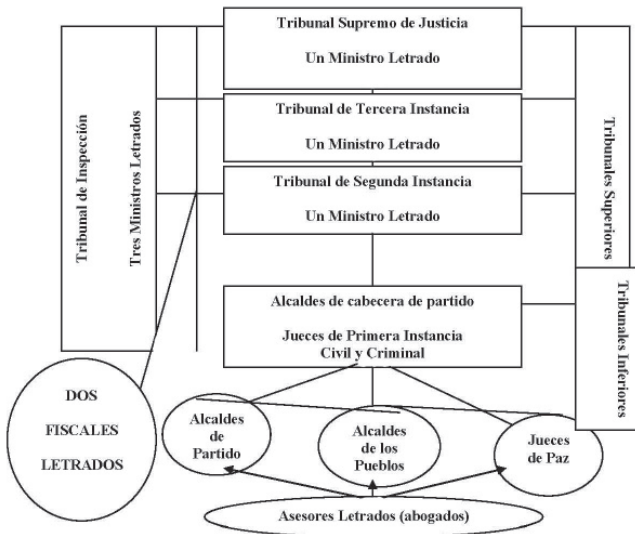 Tribunal Supremo de Justicia
Un Ministro Letrado
Tribunal de Tercera Instancia
Un Ministro Letrado
Tribunal de Segunda Instancia
Un Ministro Letrado
Tribunal de Inspección
Tres Ministros Letrados
Tribunales Superiores
Alcaldes de cabecera de partido
Jueces de Primera Instancia
Civil y Criminal
Tribunales Inferiores
DOS
FISCALES
LETRADOS
Alcaldes
de
Partido
Alcaldes
de los
Pueblos
Jueces
de Paz
Asesores Letrados (abogados)